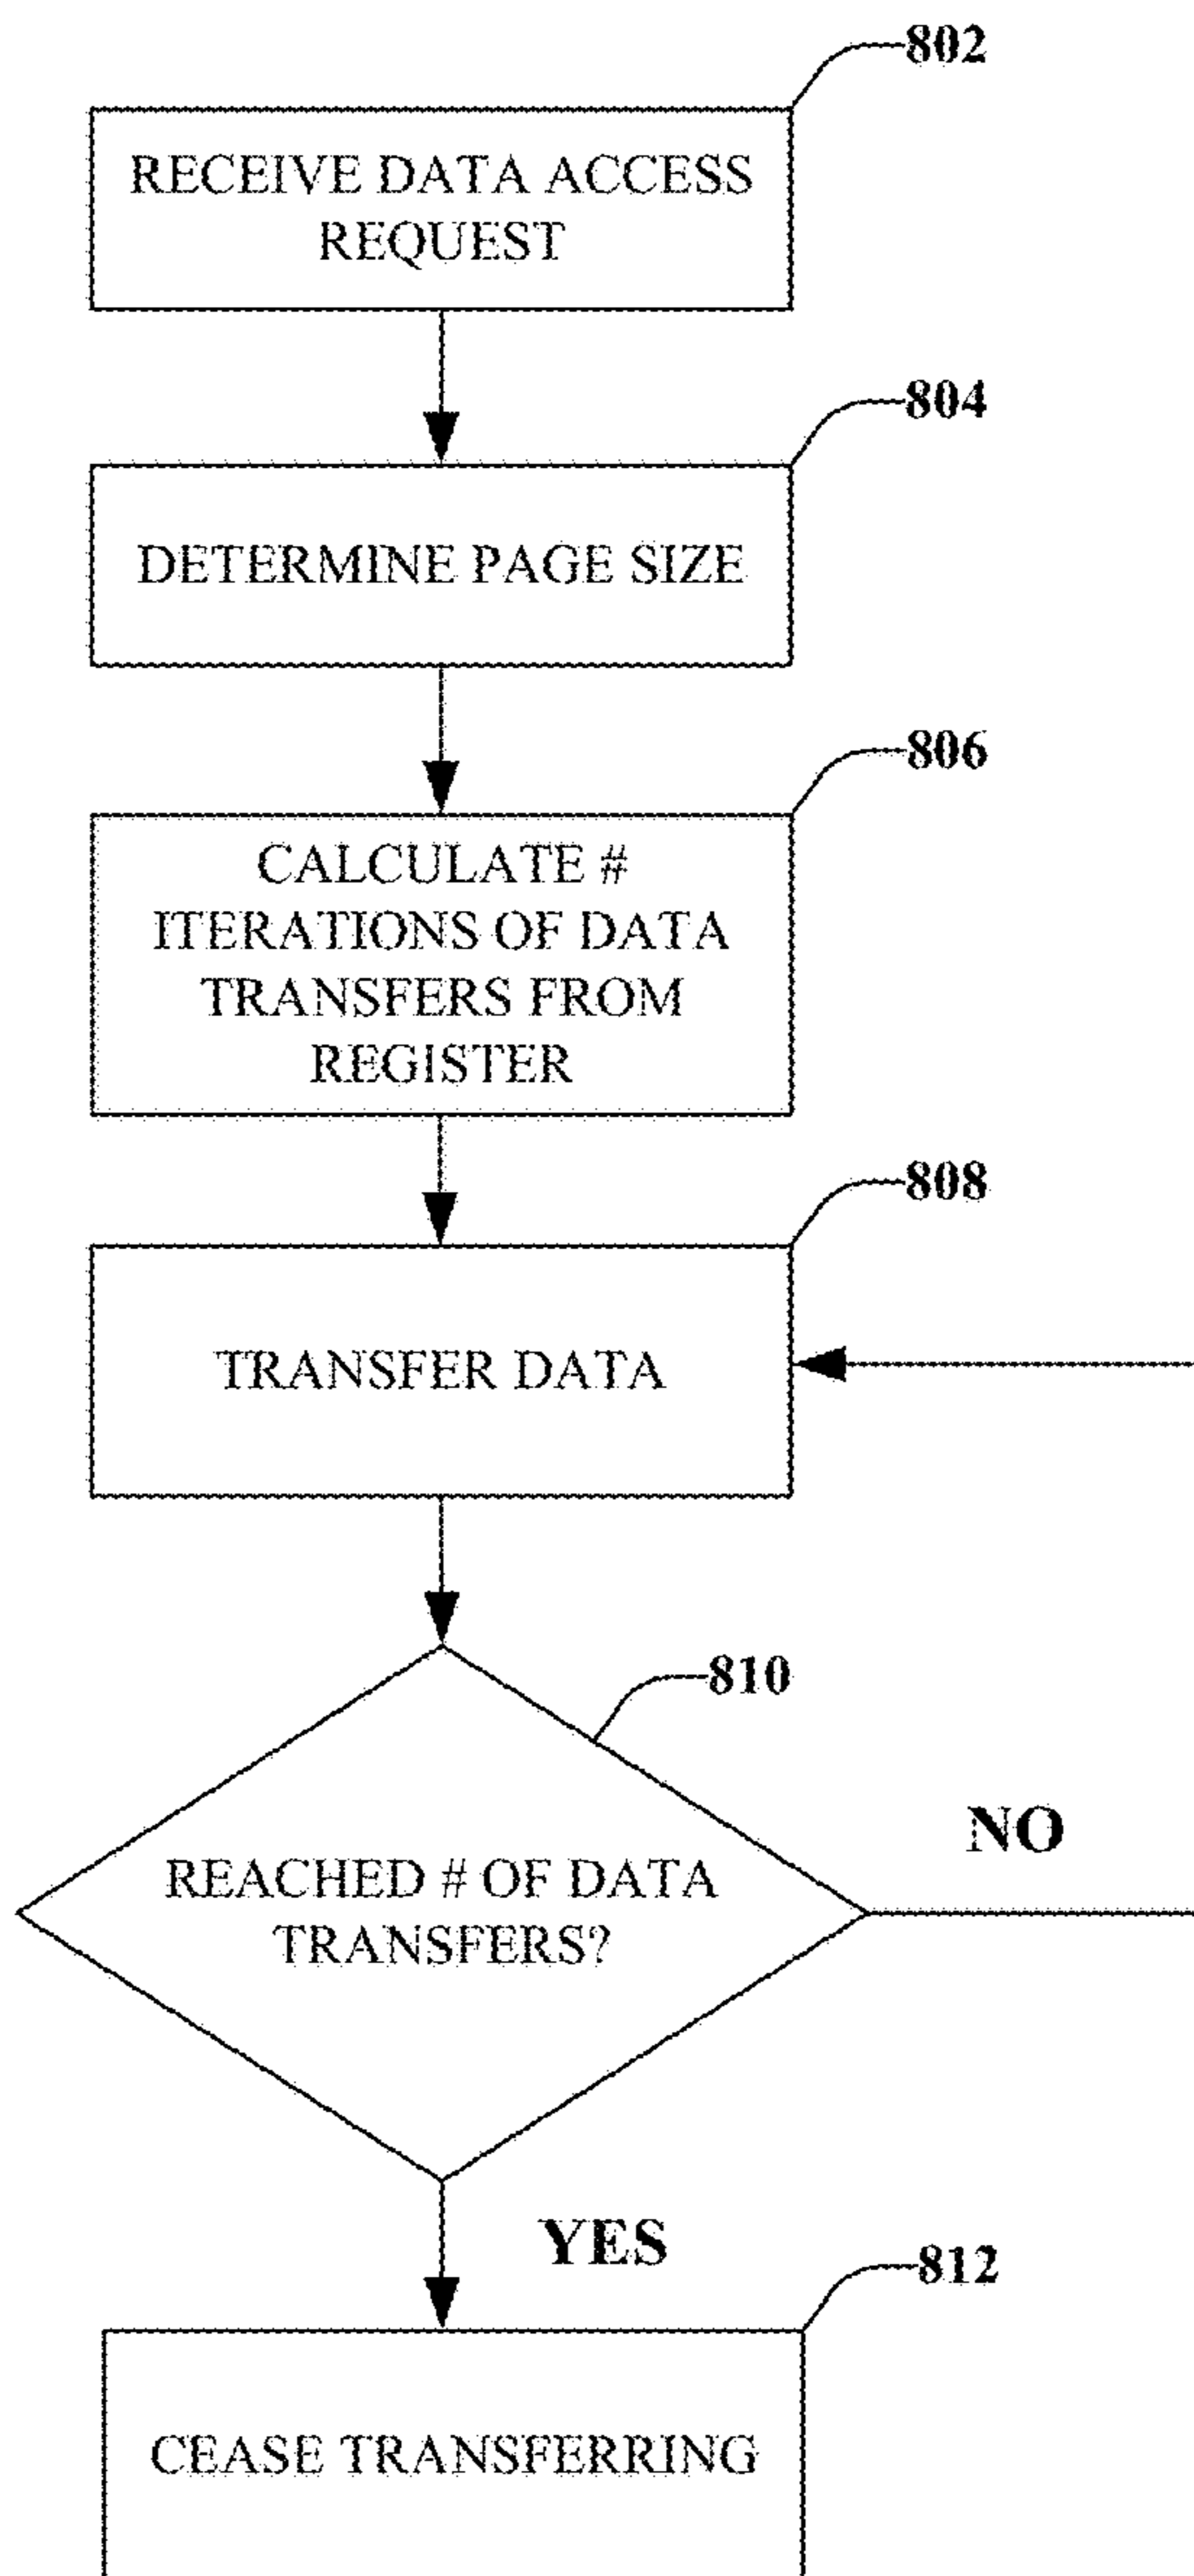 802
RECEIVE DATA ACCESS
REQUEST
804
DETERMINE PAGE SIZE
806
CALCULATE #
ITERATIONS OF DATA
TRANSFERS FROM
REGISTER
808
TRANSFER DATA
810
REACHED # OF DATA
TRANSFERS?
NO
YES
812
CEASE TRANSFERRING